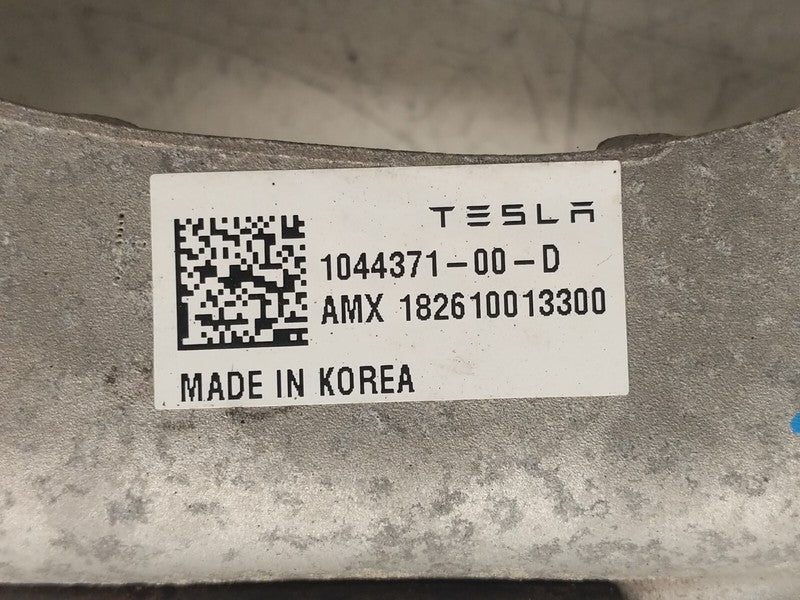 TESLA
1044371-00-D
AMX 182610013300
MADE IN KOREA